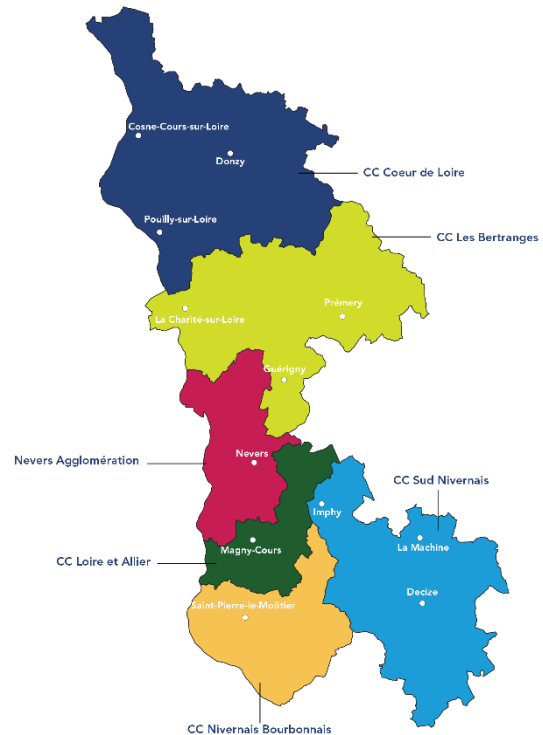 Cosne-Cours-sur-Loire
Donzy
CC Coeur de Loire
Pouilly-sur-Loire
CC Les Bertranges
Prémery
La Charité-sur-Loire
Guérigny
Nevers
Nevers Agglomération
CC Sud Nivernais
Imphy
La Machine
Magny-Cours
CC Loire et Allier
Decize
Saint-Pierre-le-Moûtier
CC Nivernais Bourbonnais